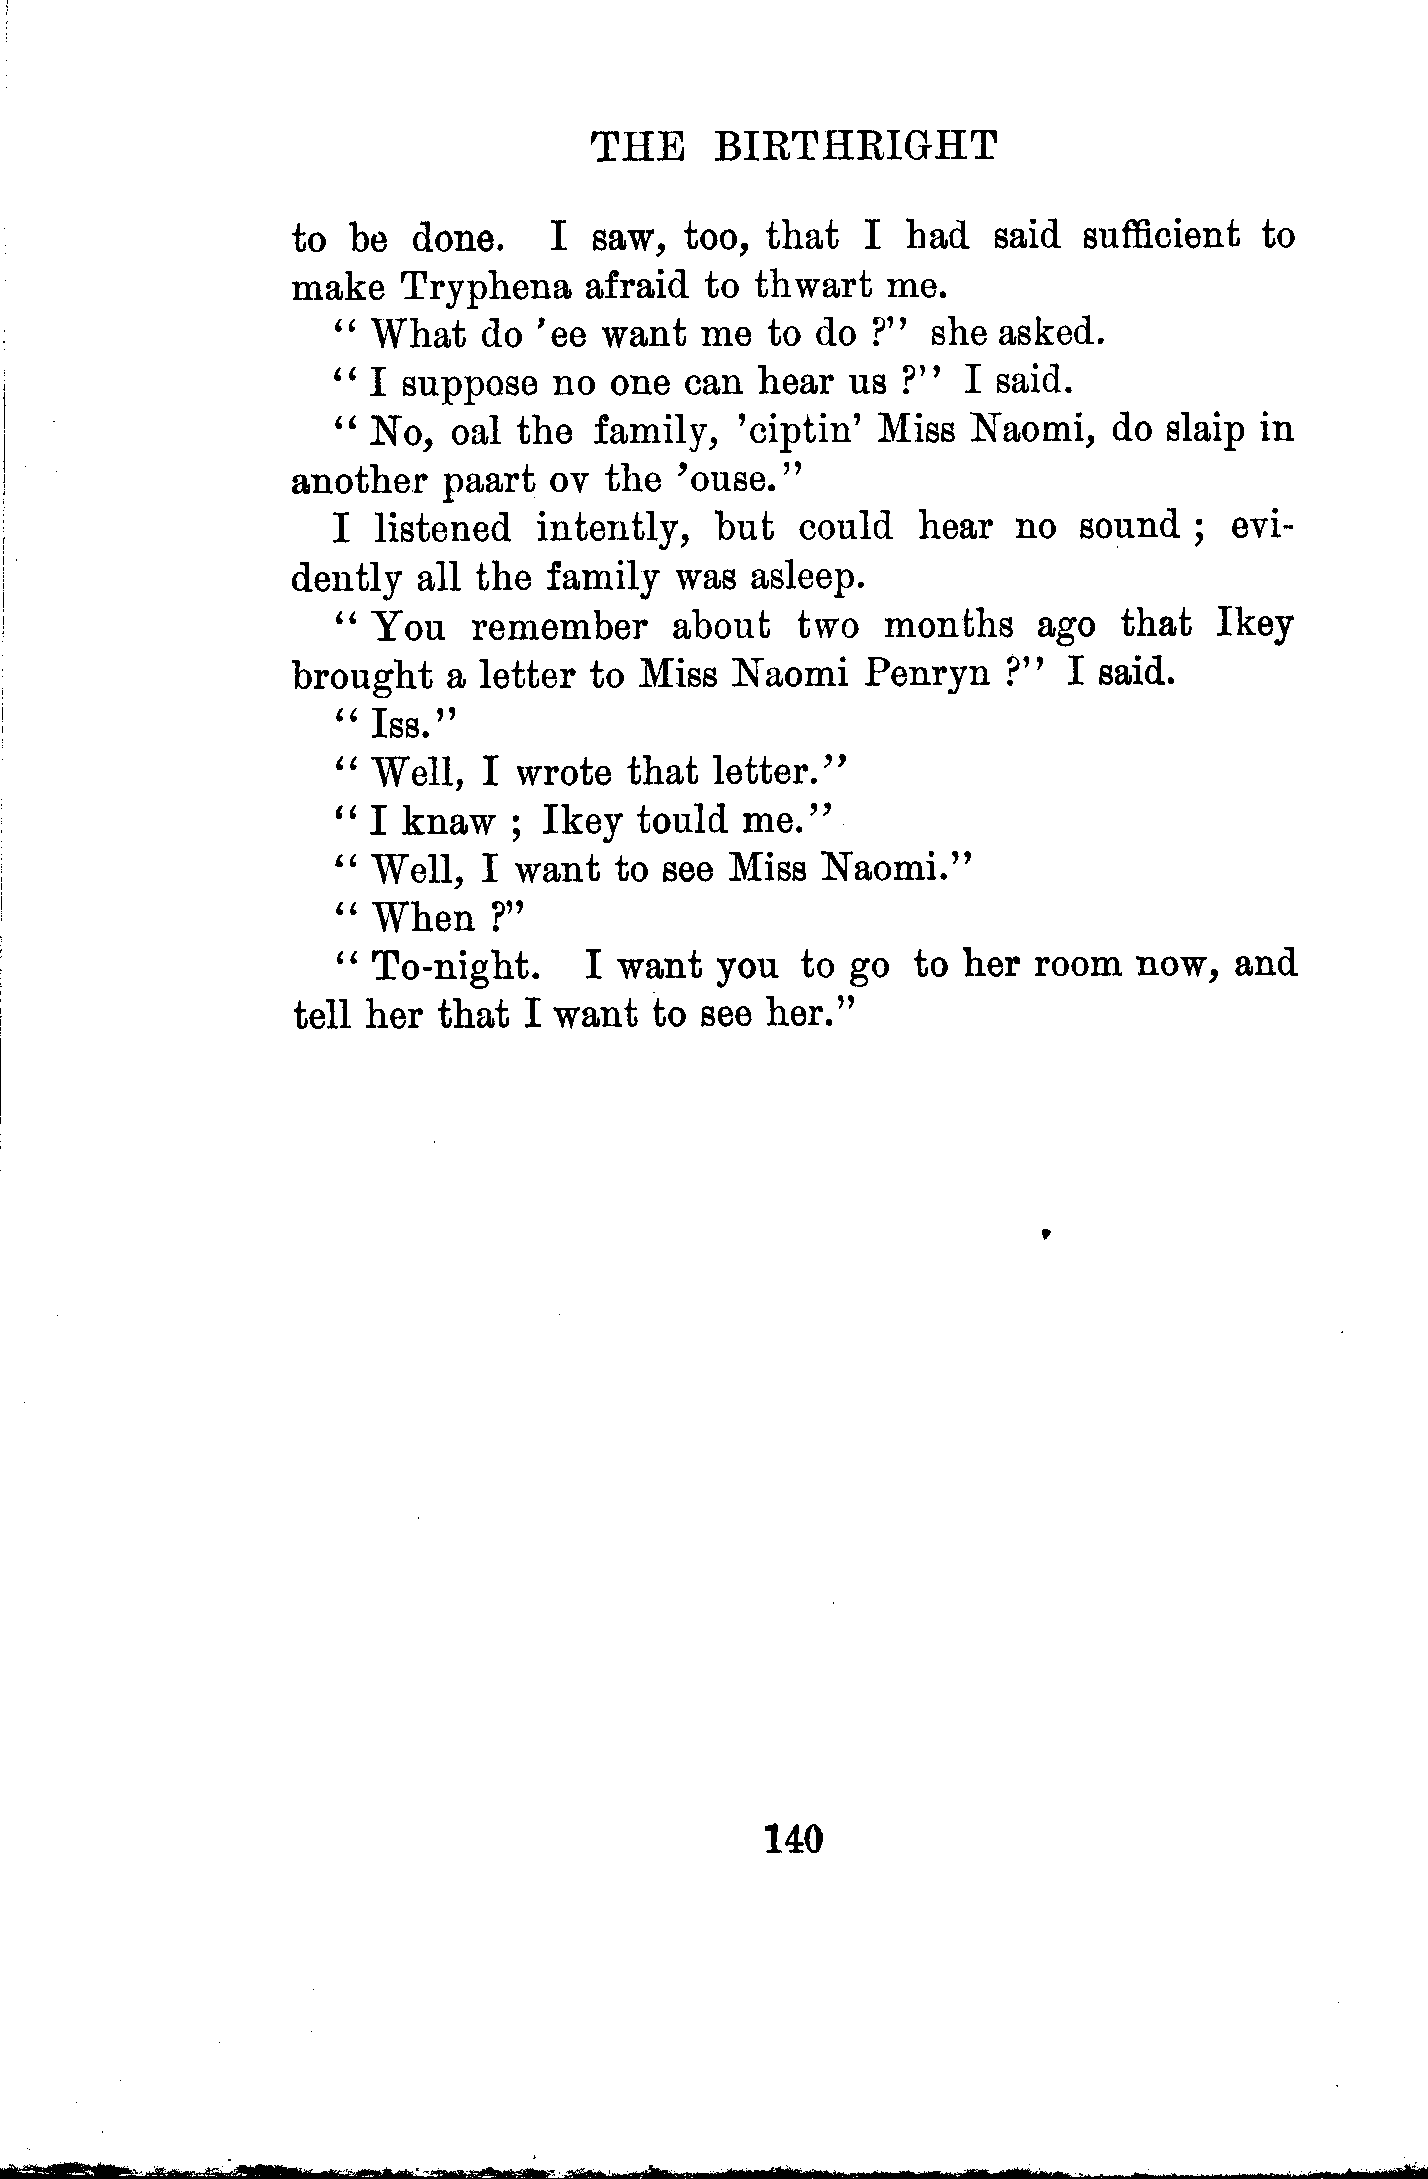 THE BIRTHRIGHT
to be done. I saw, too, that I had said sufficient to
make Tryphena afraid to thwart me.
“ What do ’ee want me to do ?” she asked.
“ I suppose no one can hear us ?” I said.
“ No, oal the family, ’ciptin’ Miss Naomi, do slaip in
another paart ov the ’ouse.”
I listened intently, but could hear no sound ; evi-
dently all the family was asleep.
“ You remember about two months ago that Ikey
brought a letter to Miss Naomi Penryn ?” I said.
“ Iss.”
“ Well, I wrote that letter.”
“ I knaw ; Ikey tould me.”
“ Well, I want to see Miss Naomi.”
“ When ?”
“ To-night. I want you to go to her room now, and
tell her that I want to see her.”
140